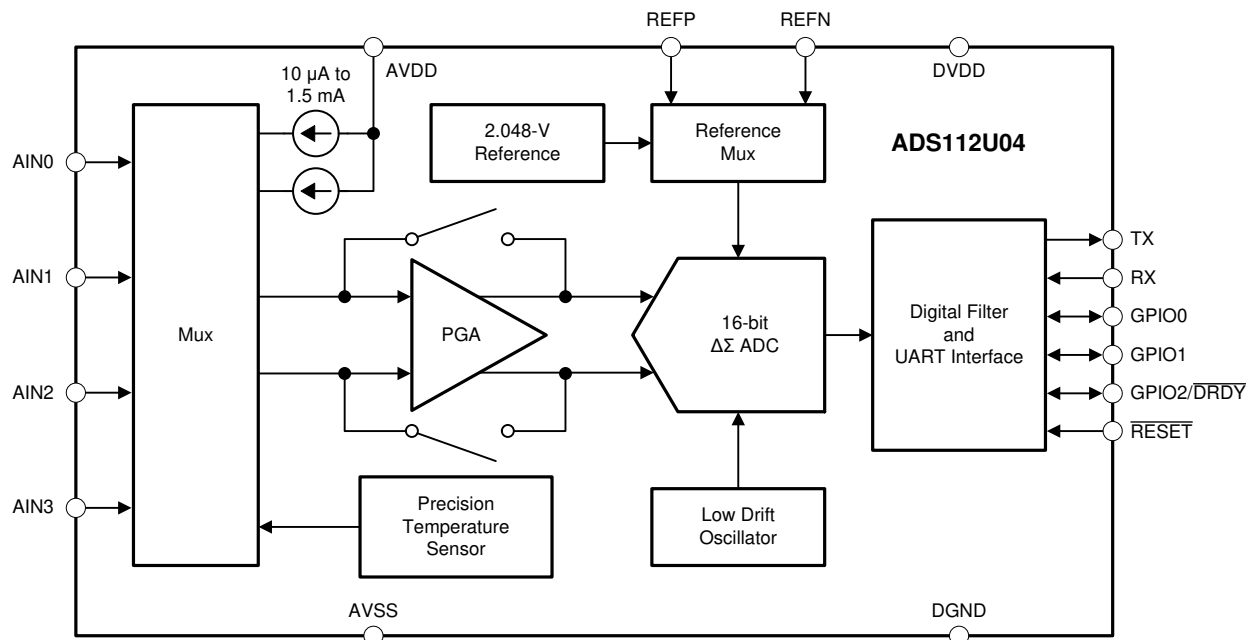 REFP
REFN
AVDD
DVDD
10 µA to
1.5 mA
2.048-V
Reference
Reference
Mux
ADS112U04
AIN0
AIN1
AIN2
AIN3
Mux
PGA
16-bit
ΔΣ ADC
Digital Filter
and
UART Interface
TX
RX
GPIO0
GPIO1
GPIO2/D̅R̅D̅Y̅
R̅E̅S̅E̅T̅
Precision
Temperature
Sensor
Low Drift
Oscillator
AVSS
DGND